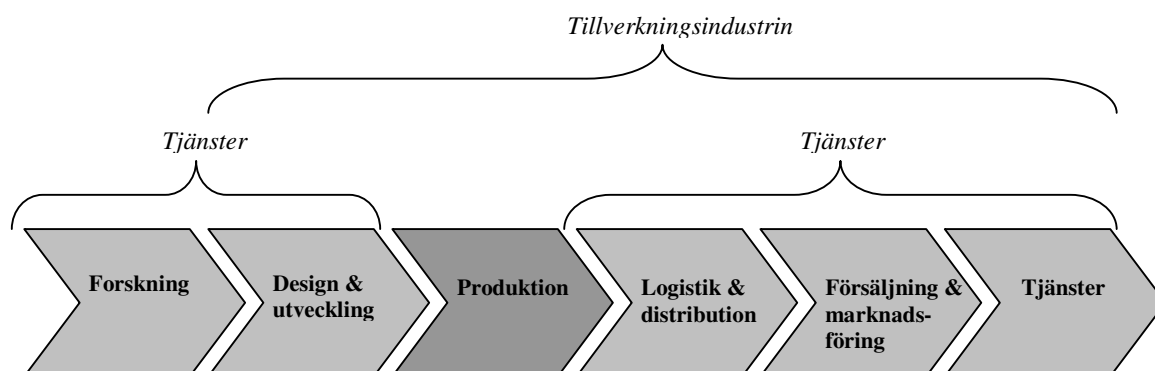 Tillverkningsindustrin
Tjänster
Tjänster
Forskning
Design &
utveckling
Produktion
Logistik &
distribution
Försäljning &
marknads-
föring
Tjänster